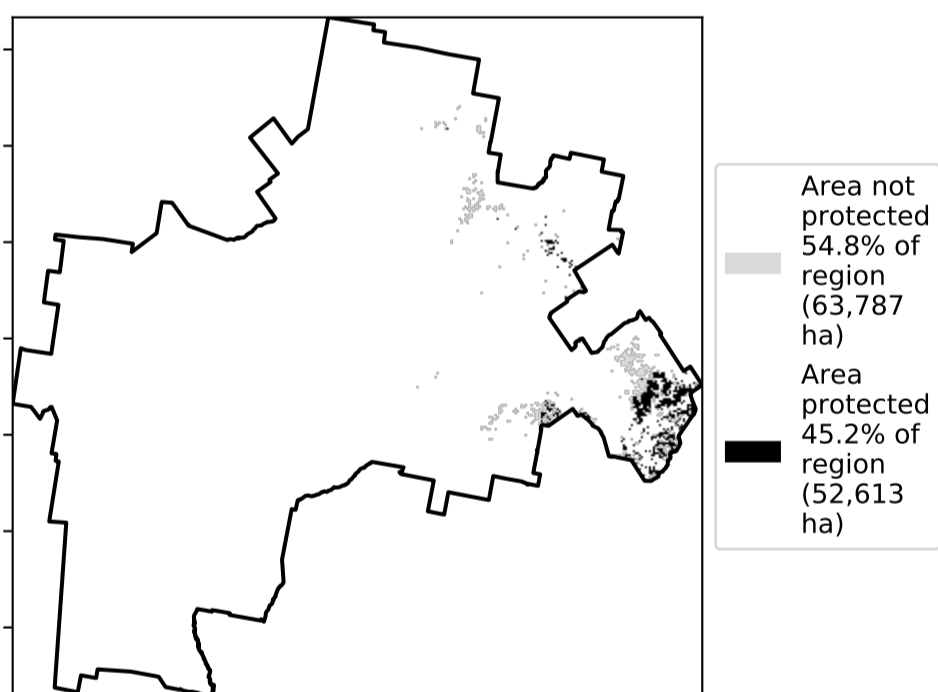 Area not
protected
54.8% of
region
(63,787
ha)
Area
protected
45.2% of
region
(52,613
ha)